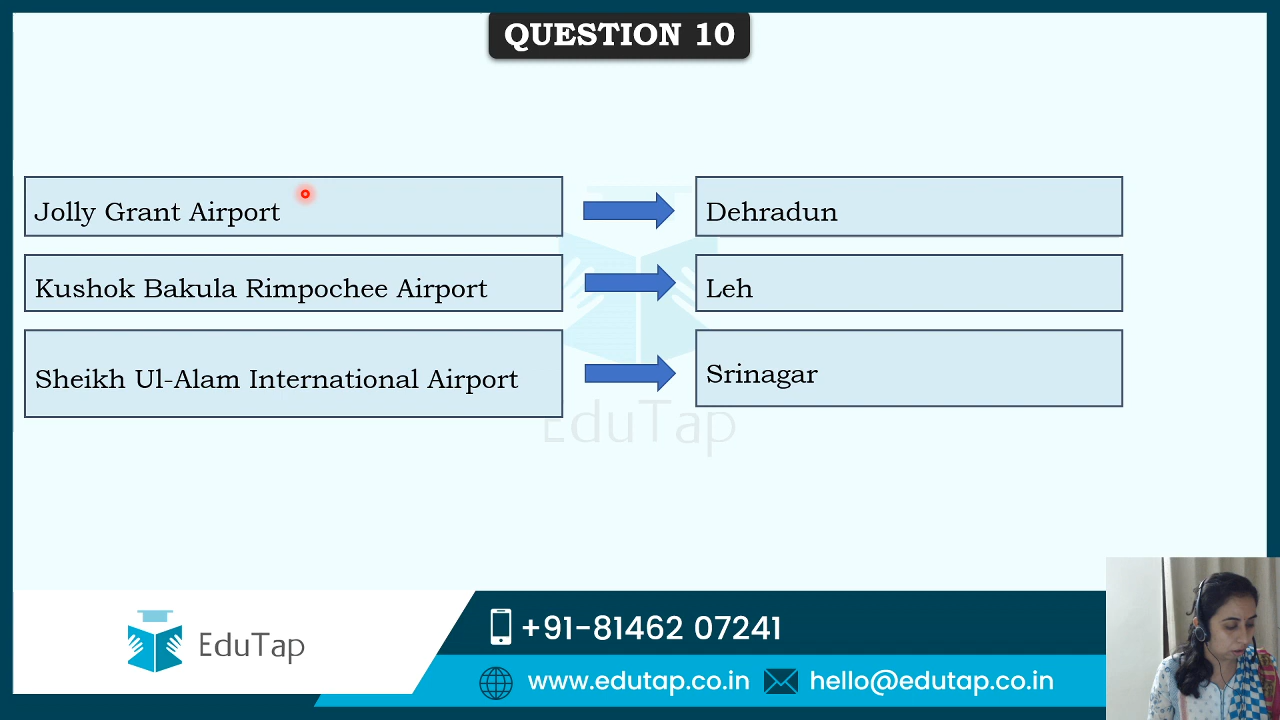 QUESTION 10
Jolly Grant Airport
Dehradun
Kushok Bakula Rimpochee Airport
Leh
Sheikh Ul-Alam International Airport
Srinagar
EduTap
EduTap
+91-81462 07241
www.edutap.co.in
hello@edutap.co.in